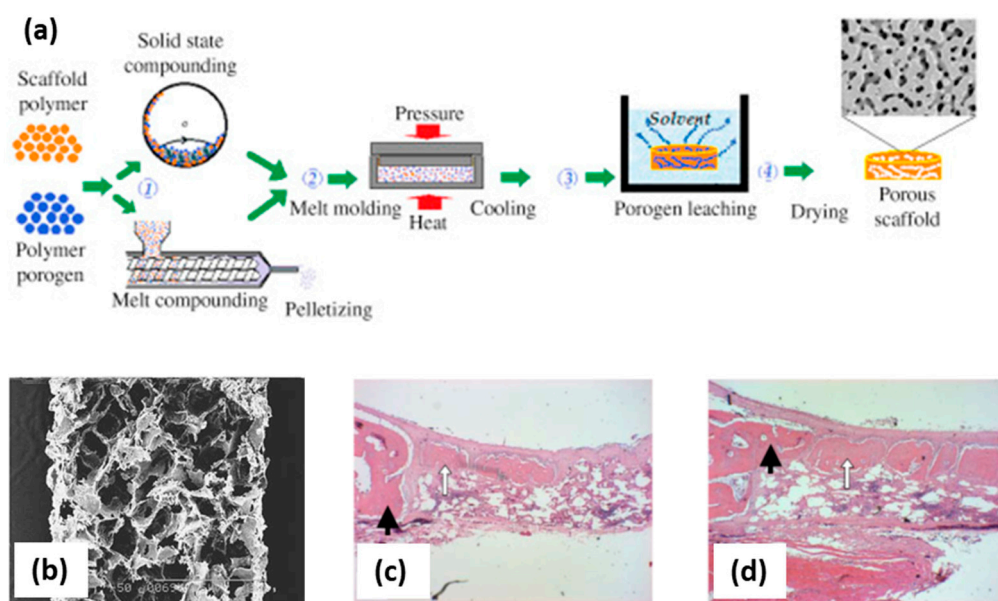 (a)
Solid state
compounding
Scaffold
polymer
Polymer
porogen
①
Melt compounding
Pelletizing
②
Melt molding
Pressure
Heat
Cooling
③
Solvent
Porogen leaching
④
Drying
Porous
scaffold
(b)
(c)
(d)